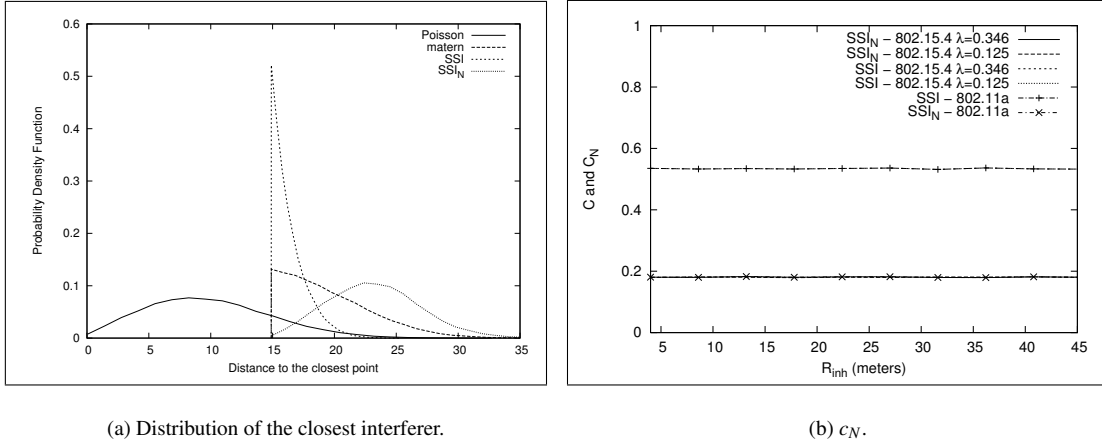 0.6
0.5
0.4
0.3
0.2
0.1
0
Probability Density Function
0 5 10 15 20 25 30 35
Distance to the closest point
Poisson
matern
SSI
SSI_N
(a) Distribution of the closest interferer.
1
0.8
0.6
0.4
0.2
0
C and C_N
5 10 15 20 25 30 35 40 45
R_inh (meters)
SSI_N – 802.15.4 λ=0.346
SSI_N – 802.15.4 λ=0.125
SSI – 802.15.4 λ=0.346
SSI – 802.15.4 λ=0.125
SSI – 802.11a
SSI_N – 802.11a
(b) c_N.